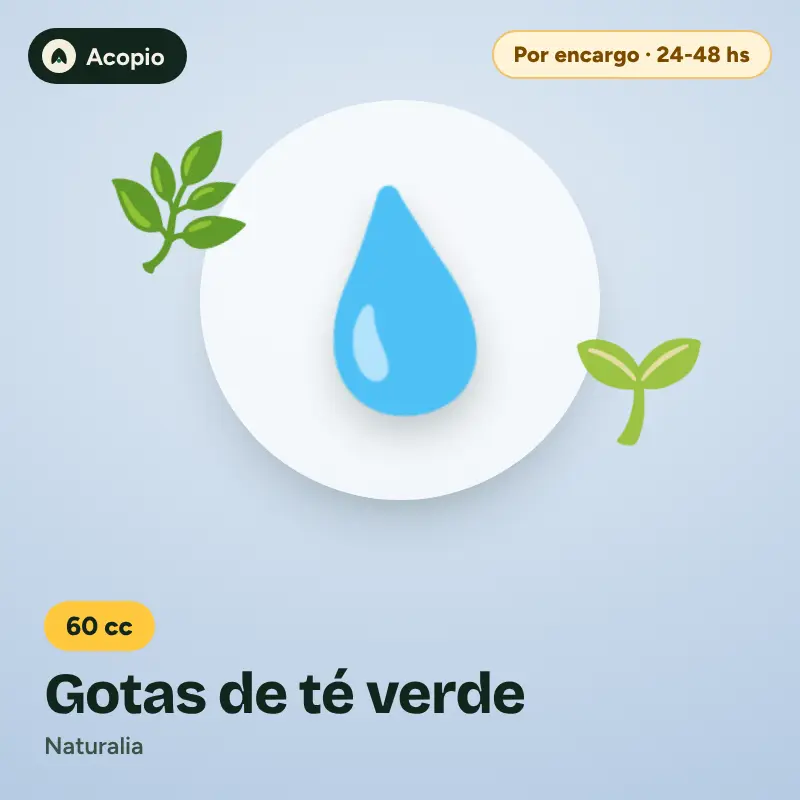 Acopio
Por encargo · 24-48 hs
60 cc
Gotas de té verde
Naturalia